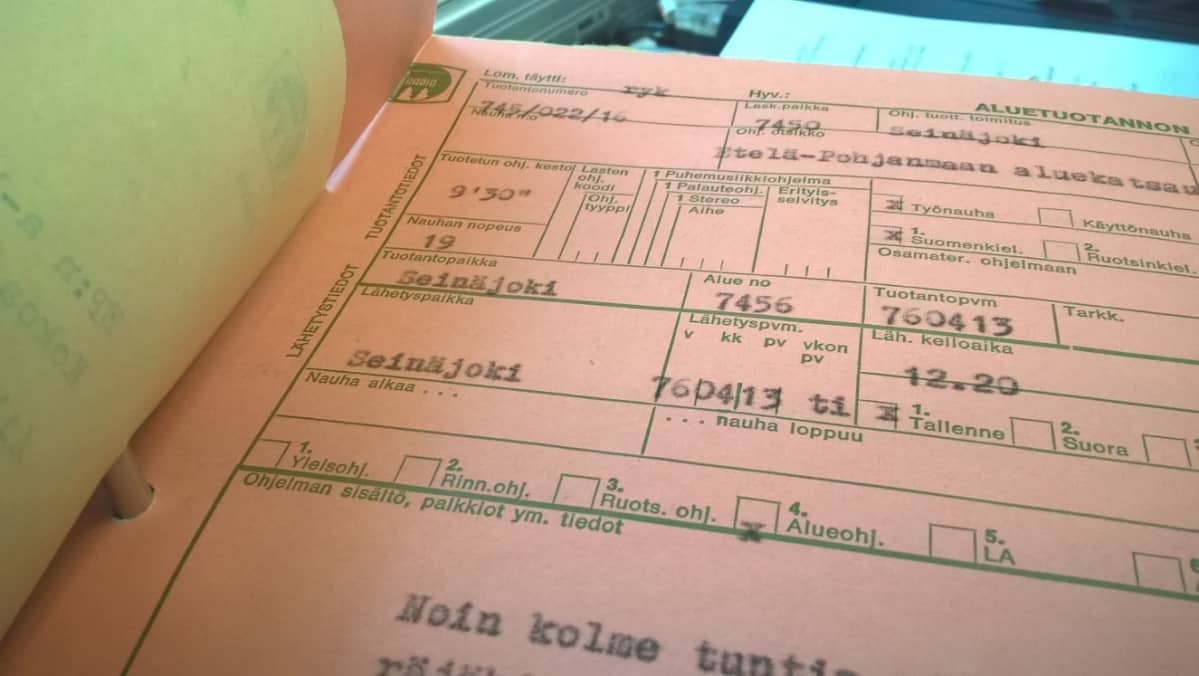 Lom. täytti: ryk Hyv.: ALUETUOTANNON
Tuotantonumero Lask.paikka Ohj. tuott. toimitus
745/022/16 7450 Seinäjoki
Nauha n:o Ohj. otsikko
Etelä-Pohjanmaan aluekatsau
TUOTANTOTIEDOT
Tuotetun ohj. kesto Lasten ohj. koodi 1 Puhemusiikkiohjelma
9'30" Ohj. tyyppi 1 Palauteohj. Erityisselvitys
1 Stereo x Työnauha Käyttönauha
Aihe
Nauhan nopeus x 1. Suomenkiel. 2. Ruotsinkiel.
19 Osamater. ohjelmaan
Tuotantopaikka Alue no Tuotantopvm Tarkk.
Seinäjoki 7456 760413
LÄHETYSTIEDOT
Lähetyspaikka Lähetyspvm. Läh. kelloaika
v kk pv vkon pv
Seinäjoki 760413 ti 12.20
Nauha alkaa . . . . . . nauha loppuu x 1. Tallenne 2. Suora
1. Yleisohj. 2. Rinn.ohj. 3. Ruots. ohj. x 4. Alueohj. 5. LA
Ohjelman sisältö, palkkiot ym. tiedot
Noin kolme tuntia